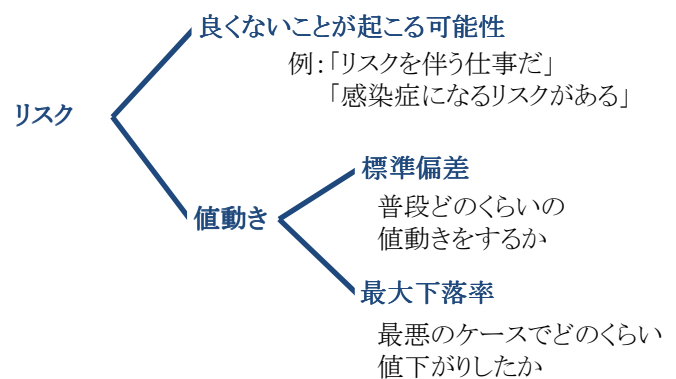 良くないことが起こる可能性
例：「リスクを伴う仕事だ」
「感染症になるリスクがある」
リスク
標準偏差
普段どのくらいの
値動きをするか
値動き
最大下落率
最悪のケースでどのくらい
値下がりしたか